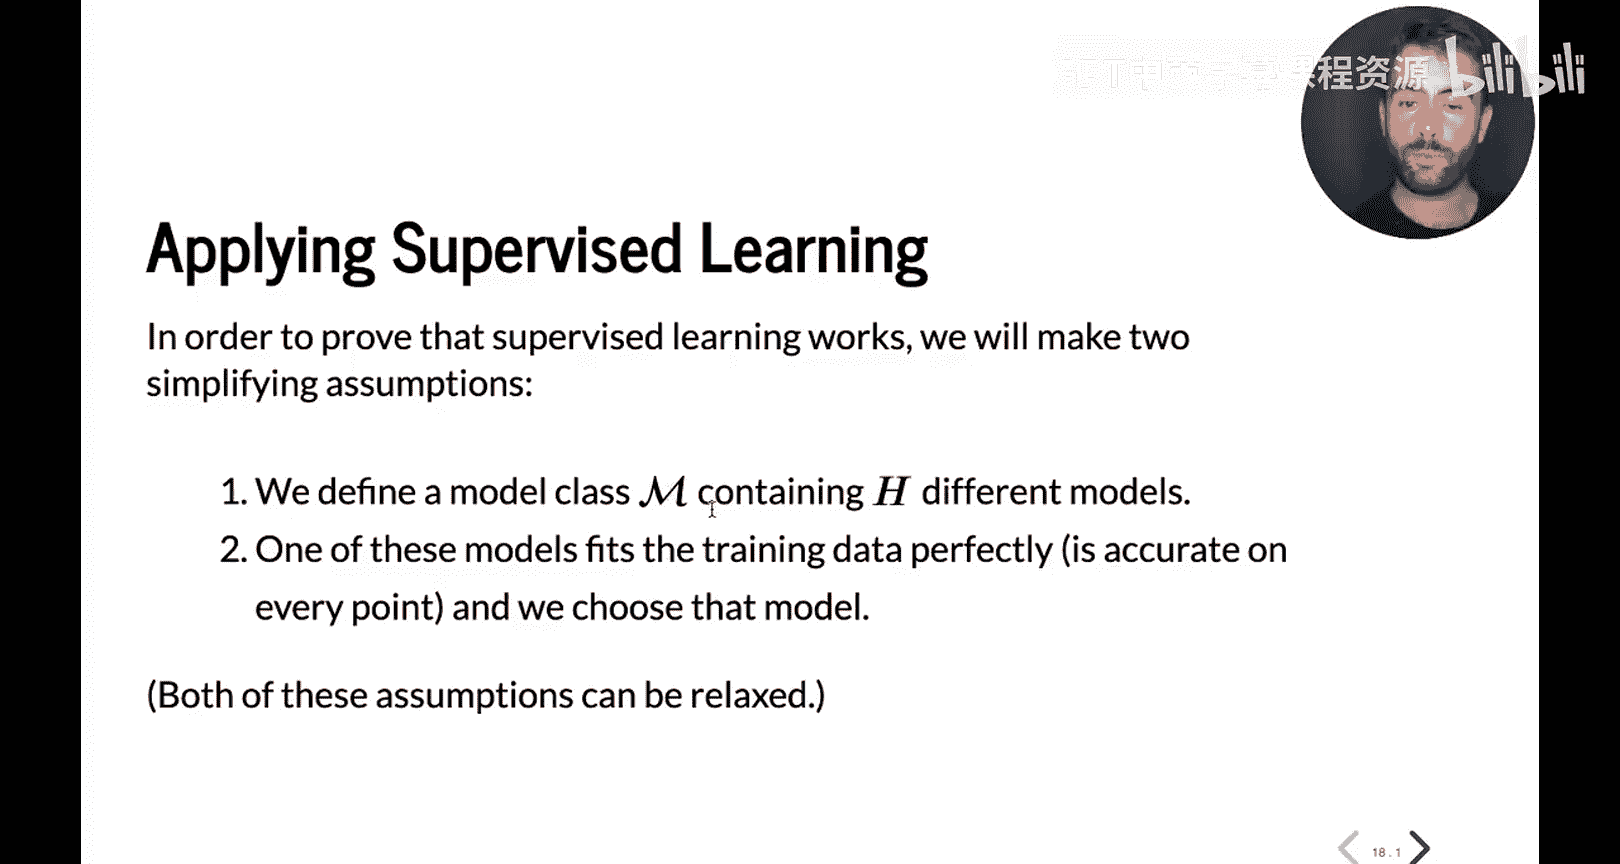 课程资源 bilibili
Applying Supervised Learning
In order to prove that supervised learning works, we will make two
simplifying assumptions:
1. We define a model class ℳ containing H different models.
2. One of these models fits the training data perfectly (is accurate on
every point) and we choose that model.
(Both of these assumptions can be relaxed.)
18.1